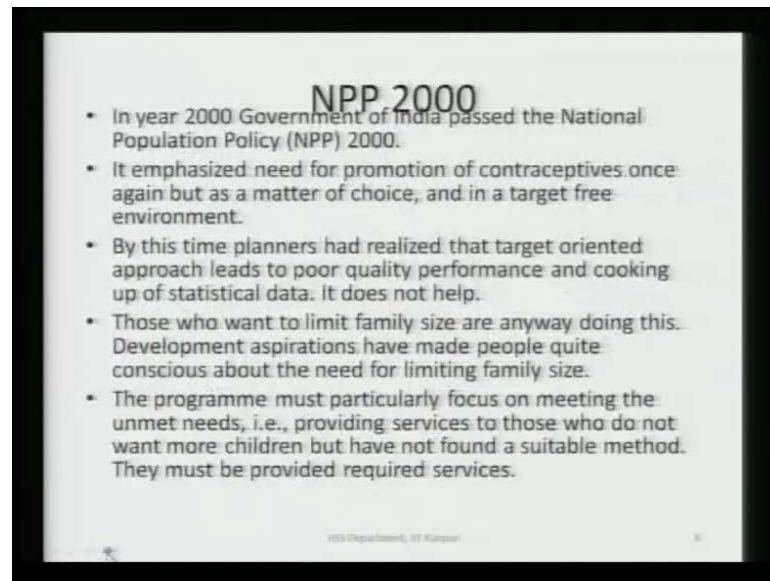 NPP 2000
• In year 2000 Government of India passed the National
Population Policy (NPP) 2000.
• It emphasized need for promotion of contraceptives once
again but as a matter of choice, and in a target free
environment.
• By this time planners had realized that target oriented
approach leads to poor quality performance and cooking
up of statistical data. It does not help.
• Those who want to limit family size are anyway doing this.
Development aspirations have made people quite
conscious about the need for limiting family size.
• The programme must particularly focus on meeting the
unmet needs, i.e., providing services to those who do not
want more children but have not found a suitable method.
They must be provided required services.
HSS Department, IIT Kanpur